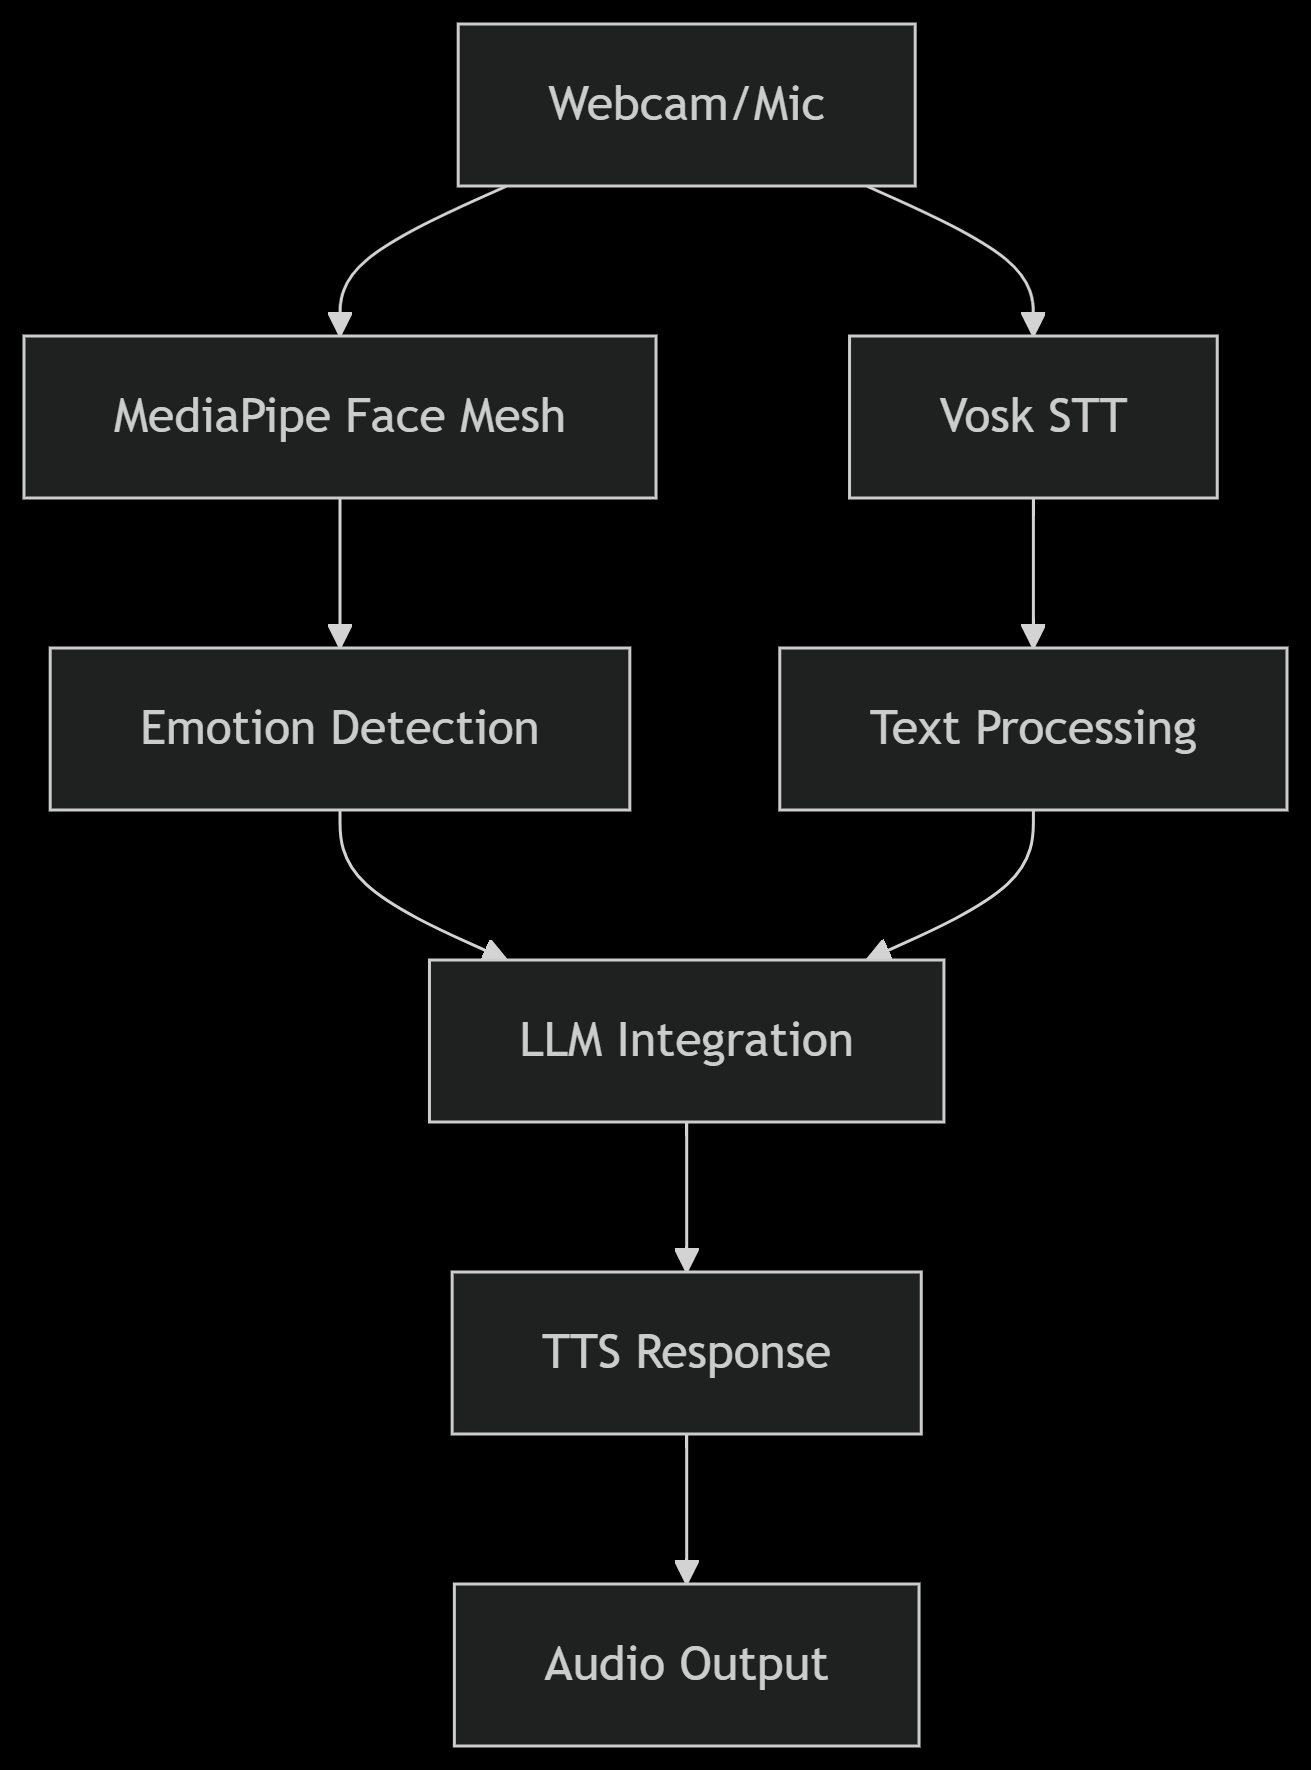 Webcam/Mic
MediaPipe Face Mesh
Vosk STT
Emotion Detection
Text Processing
LLM Integration
TTS Response
Audio Output